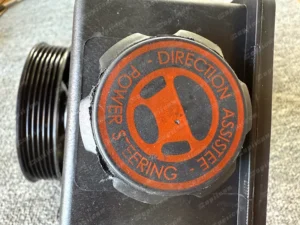 DIRECTION ASSISTEE -
POWER STEERING -